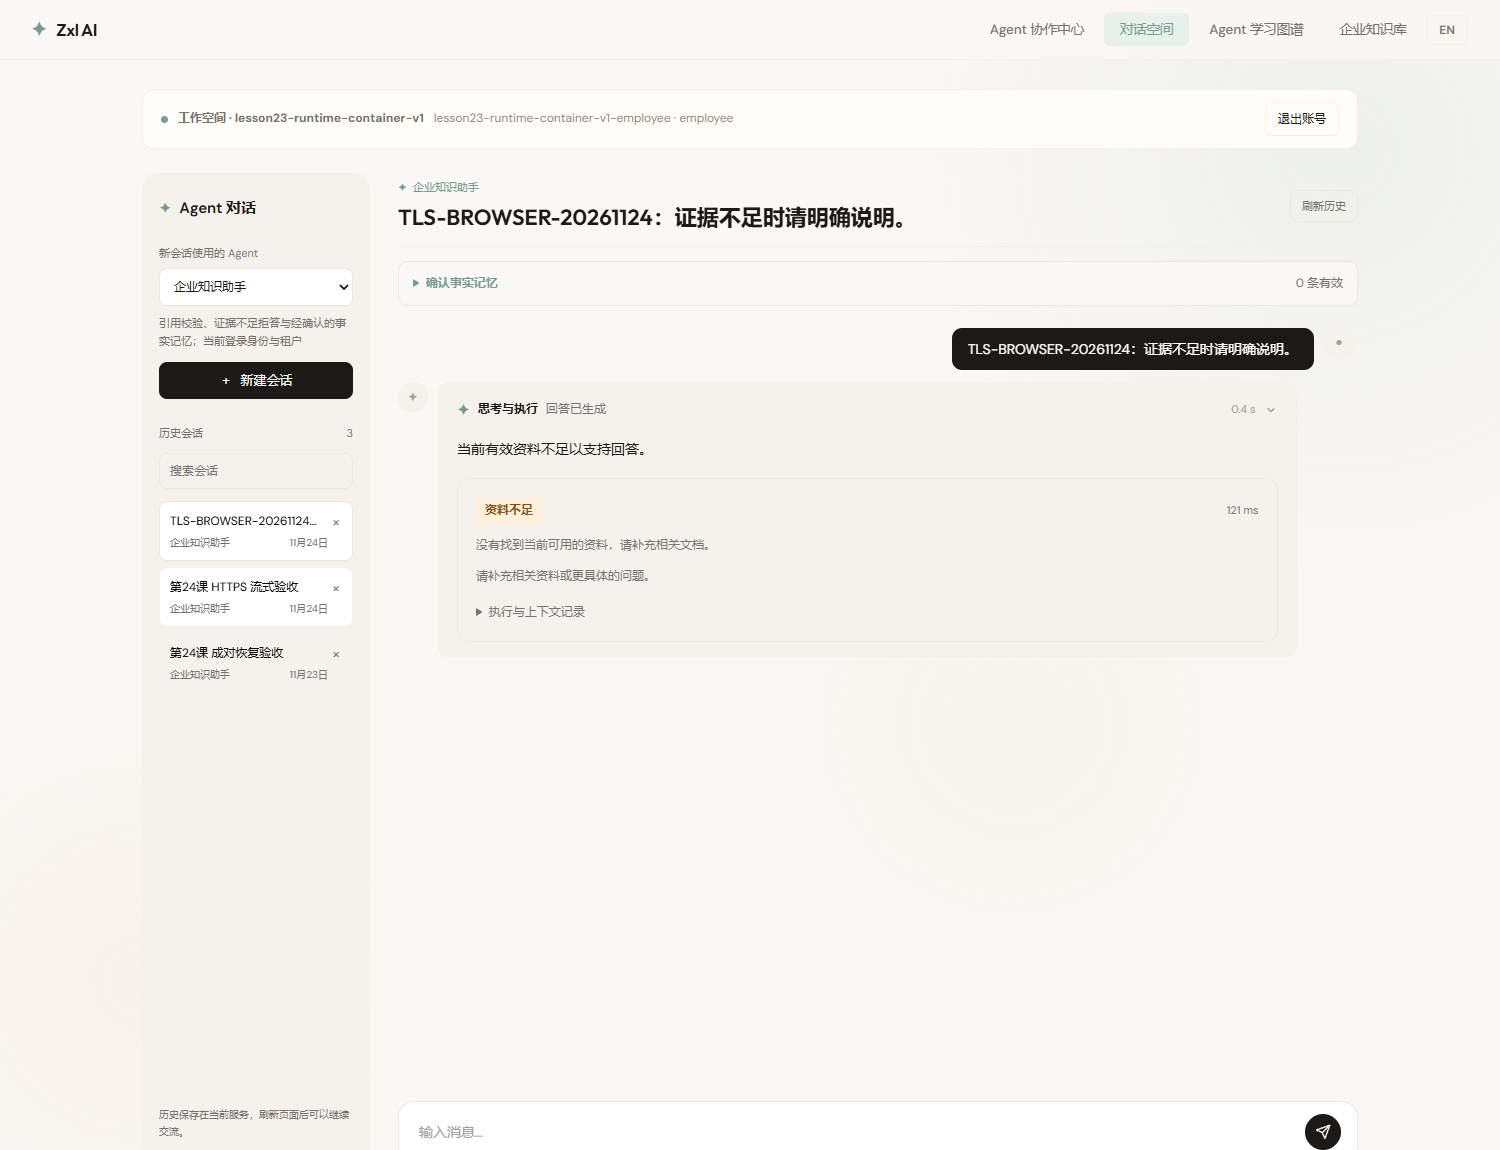 Zxl AI
Agent 协作中心
对话空间
Agent 学习图谱
企业知识库
EN
工作空间 · lesson23-runtime-container-v1 lesson23-runtime-container-v1-employee · employee
退出账号
Agent 对话
新会话使用的 Agent
企业知识助手
引用校验、证据不足拒答与经确认的事
实记忆；当前登录身份与租户
+ 新建会话
历史会话 3
搜索会话
TLS-BROWSER-20261124... ×
企业知识助手 11月24日
第24课 HTTPS 流式验收 ×
企业知识助手 11月24日
第24课 成对恢复验收 ×
企业知识助手 11月23日
历史保存在当前服务，刷新页面后可以继续
交流。
企业知识助手
TLS-BROWSER-20261124：证据不足时请明确说明。
刷新历史
确认事实记忆 0 条有效
TLS-BROWSER-20261124：证据不足时请明确说明。
思考与执行 回答已生成 0.4 s
当前有效资料不足以支持回答。
资料不足 121 ms
没有找到当前可用的资料，请补充相关文档。
请补充相关资料或更具体的问题。
执行与上下文记录
输入消息...